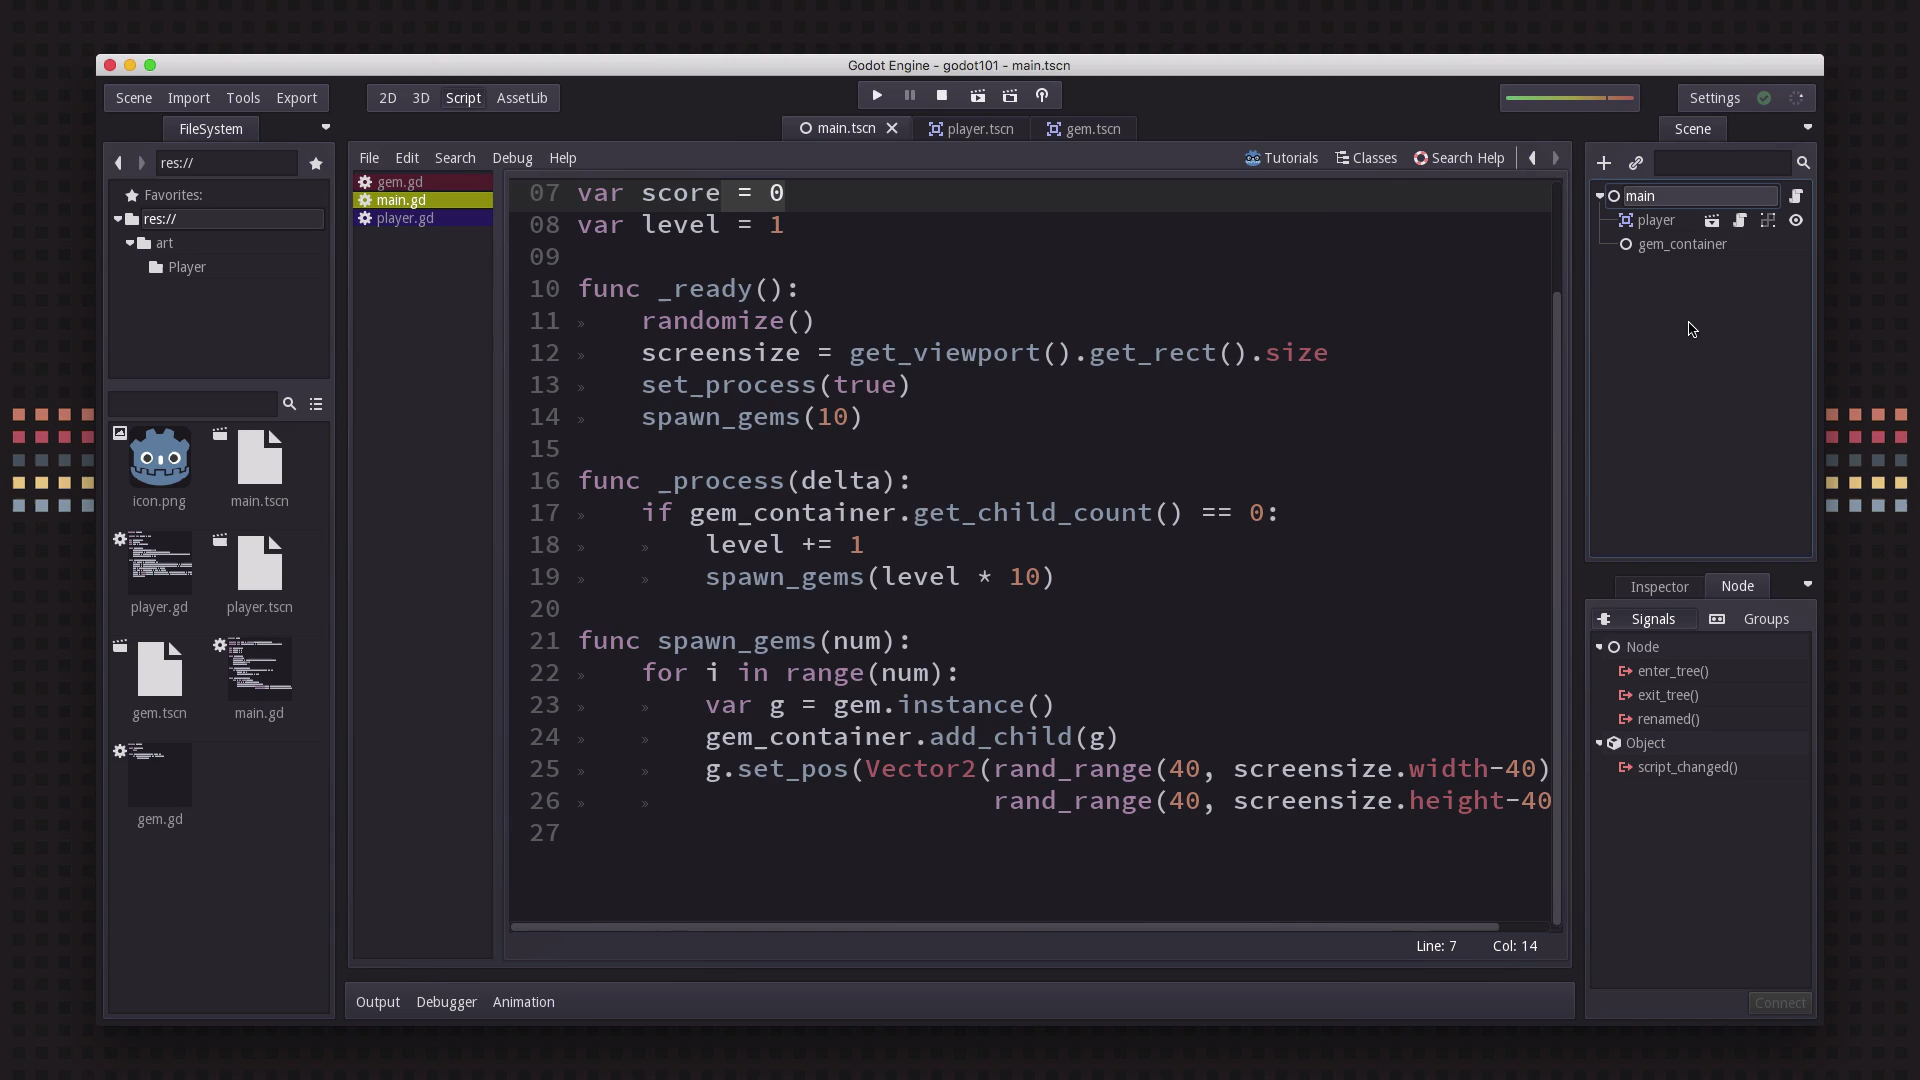 Godot Engine - godot101 - main.tscn
Scene Import Tools Export
2D 3D Script AssetLib
Settings
FileSystem
main.tscn player.tscn gem.tscn
Scene
res://
Favorites:
res://
art
Player
icon.png main.tscn
player.gd player.tscn
gem.tscn main.gd
gem.gd
File Edit Search Debug Help
Tutorials Classes Search Help
gem.gd
main.gd
player.gd
07 var score = 0
08 var level = 1
09
10 func _ready():
11 randomize()
12 screensize = get_viewport().get_rect().size
13 set_process(true)
14 spawn_gems(10)
15
16 func _process(delta):
17 if gem_container.get_child_count() == 0:
18 level += 1
19 spawn_gems(level * 10)
20
21 func spawn_gems(num):
22 for i in range(num):
23 var g = gem.instance()
24 gem_container.add_child(g)
25 g.set_pos(Vector2(rand_range(40, screensize.width-40)
26 rand_range(40, screensize.height-40
27
Line: 7 Col: 14
Output Debugger Animation
main
player
gem_container
Inspector Node
Signals Groups
Node
enter_tree()
exit_tree()
renamed()
Object
script_changed()
Connect